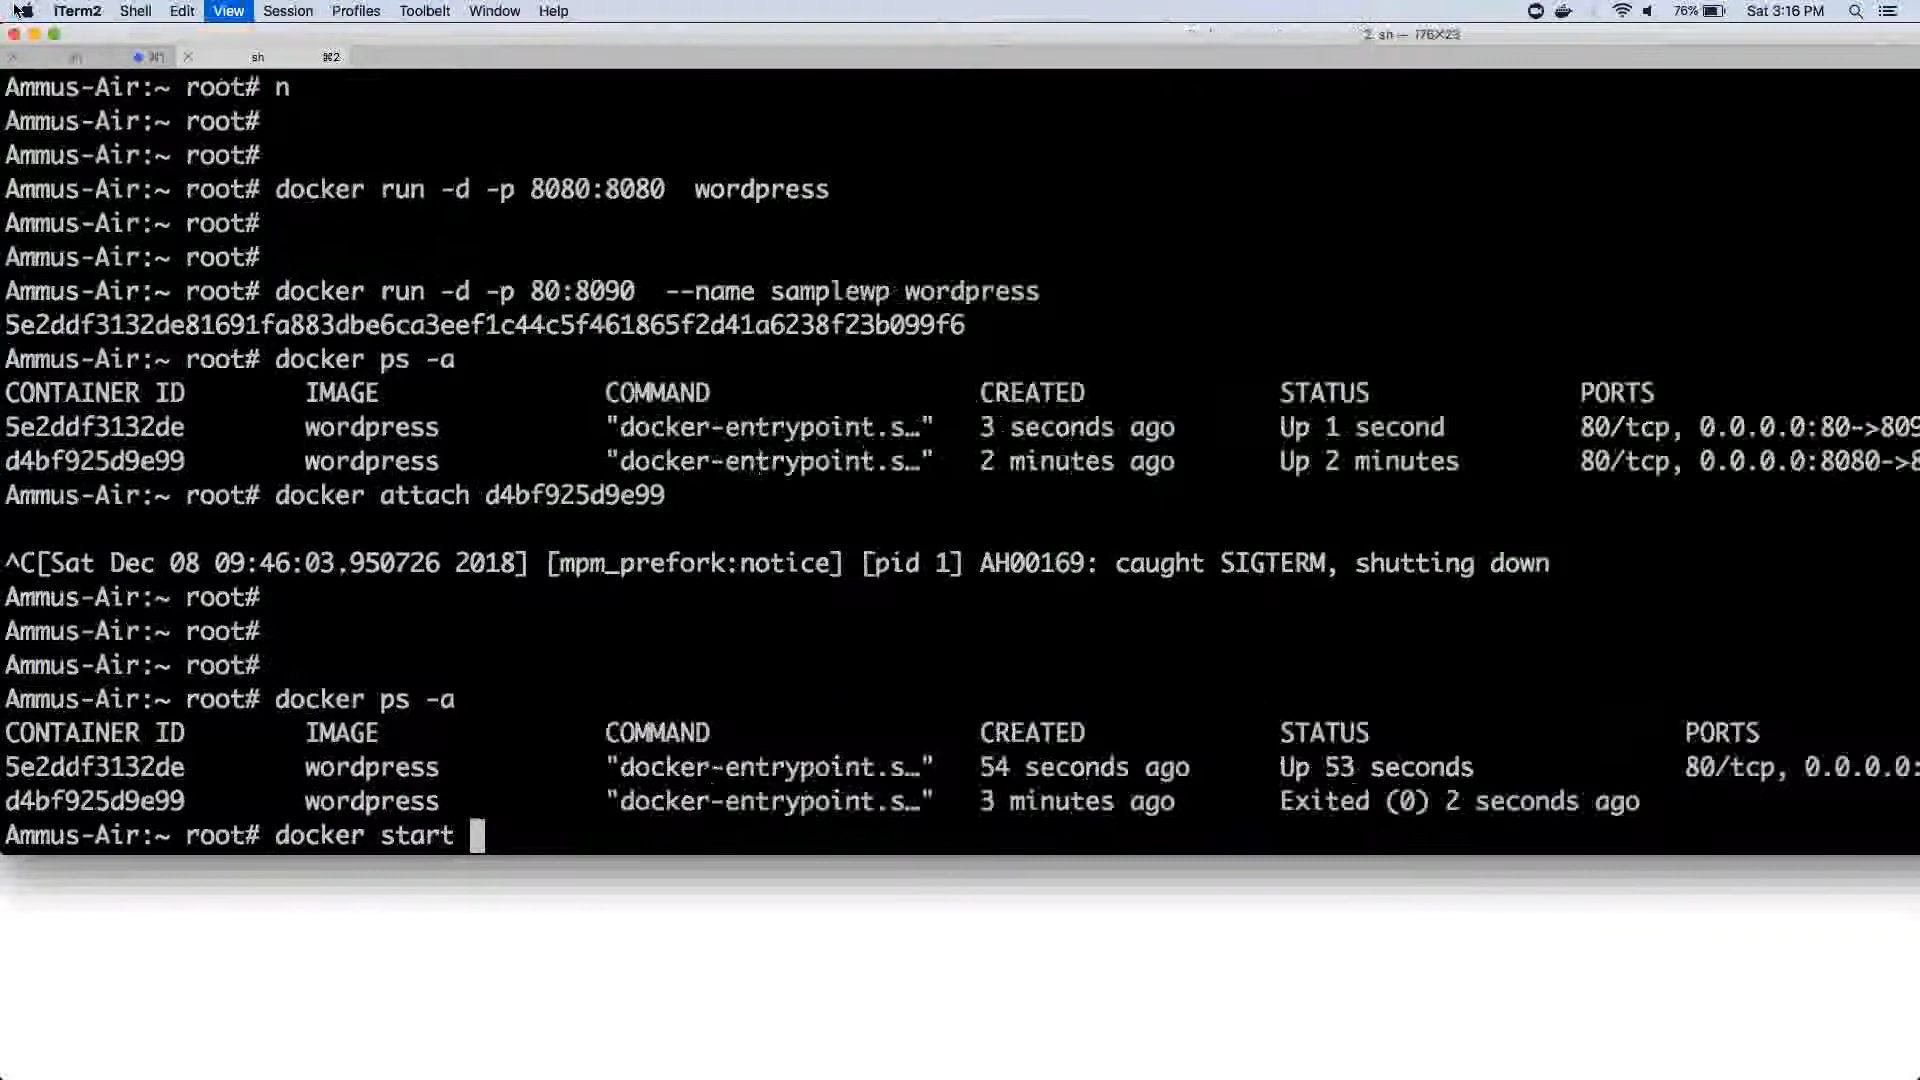 iTerm2 Shell Edit View Session Profiles Toolbelt Window Help 76% Sat 3:16 PM
2. sh — 176×23
⌘1 sh ⌘2
Ammus-Air:~ root# n
Ammus-Air:~ root#
Ammus-Air:~ root#
Ammus-Air:~ root# docker run -d -p 8080:8080  wordpress
Ammus-Air:~ root#
Ammus-Air:~ root#
Ammus-Air:~ root# docker run -d -p 80:8090  --name samplewp wordpress
5e2ddf3132de81691fa883dbe6ca3eef1c44c5f461865f2d41a6238f23b099f6
Ammus-Air:~ root# docker ps -a
CONTAINER ID IMAGE COMMAND CREATED STATUS PORTS
5e2ddf3132de wordpress "docker-entrypoint.s…" 3 seconds ago Up 1 second 80/tcp, 0.0.0.0:80->809
d4bf925d9e99 wordpress "docker-entrypoint.s…" 2 minutes ago Up 2 minutes 80/tcp, 0.0.0.0:8080->8
Ammus-Air:~ root# docker attach d4bf925d9e99
^C[Sat Dec 08 09:46:03.950726 2018] [mpm_prefork:notice] [pid 1] AH00169: caught SIGTERM, shutting down
Ammus-Air:~ root#
Ammus-Air:~ root#
Ammus-Air:~ root#
Ammus-Air:~ root# docker ps -a
CONTAINER ID IMAGE COMMAND CREATED STATUS PORTS
5e2ddf3132de wordpress "docker-entrypoint.s…" 54 seconds ago Up 53 seconds 80/tcp, 0.0.0.0:
d4bf925d9e99 wordpress "docker-entrypoint.s…" 3 minutes ago Exited (0) 2 seconds ago
Ammus-Air:~ root# docker start